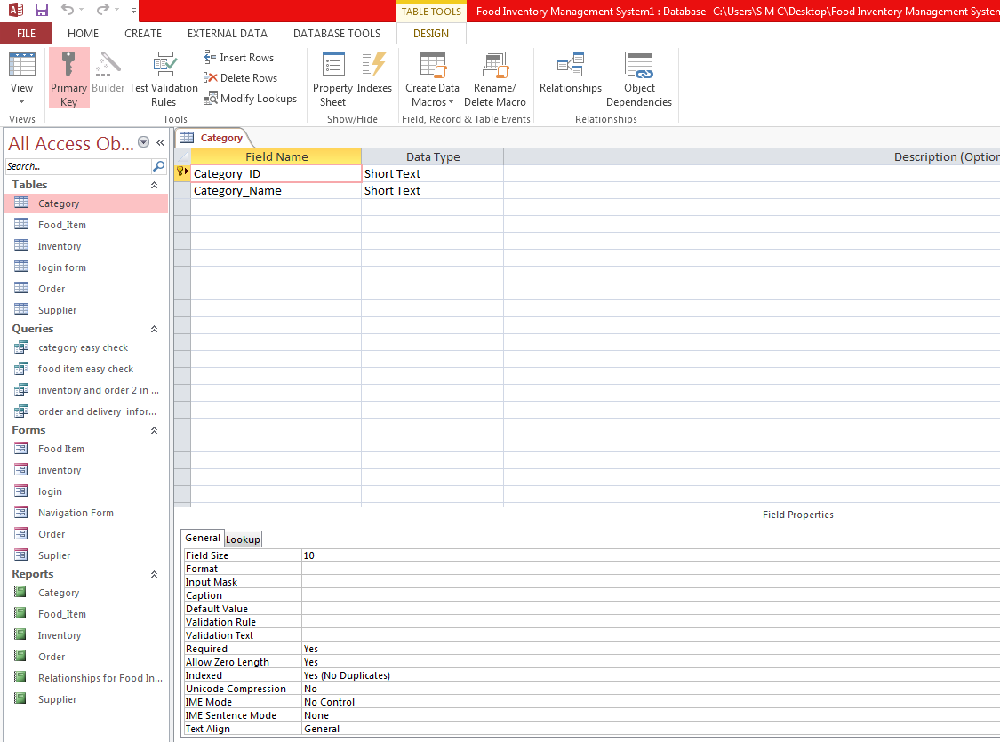 TABLE TOOLS
Food Inventory Management System1 : Database- C:\Users\S M C\Desktop\Food Inventory Management System
FILE HOME CREATE EXTERNAL DATA DATABASE TOOLS DESIGN
View
Primary Key
Builder
Test Validation Rules
Insert Rows
Delete Rows
Modify Lookups
Property Sheet
Indexes
Create Data Macros
Rename/ Delete Macro
Relationships
Object Dependencies
Views
Tools
Show/Hide
Field, Record & Table Events
Relationships
All Access Ob...
Search...
Tables
Category
Food_Item
Inventory
login form
Order
Supplier
Queries
category easy check
food item easy check
inventory and order 2 in ...
order and delivery infor...
Forms
Food Item
Inventory
login
Navigation Form
Order
Suplier
Reports
Category
Food_Item
Inventory
Order
Relationships for Food In...
Supplier
Category
Field Name Data Type Description (Option
Category_ID Short Text
Category_Name Short Text
Field Properties
General Lookup
Field Size 10
Format
Input Mask
Caption
Default Value
Validation Rule
Validation Text
Required Yes
Allow Zero Length Yes
Indexed Yes (No Duplicates)
Unicode Compression No
IME Mode No Control
IME Sentence Mode None
Text Align General